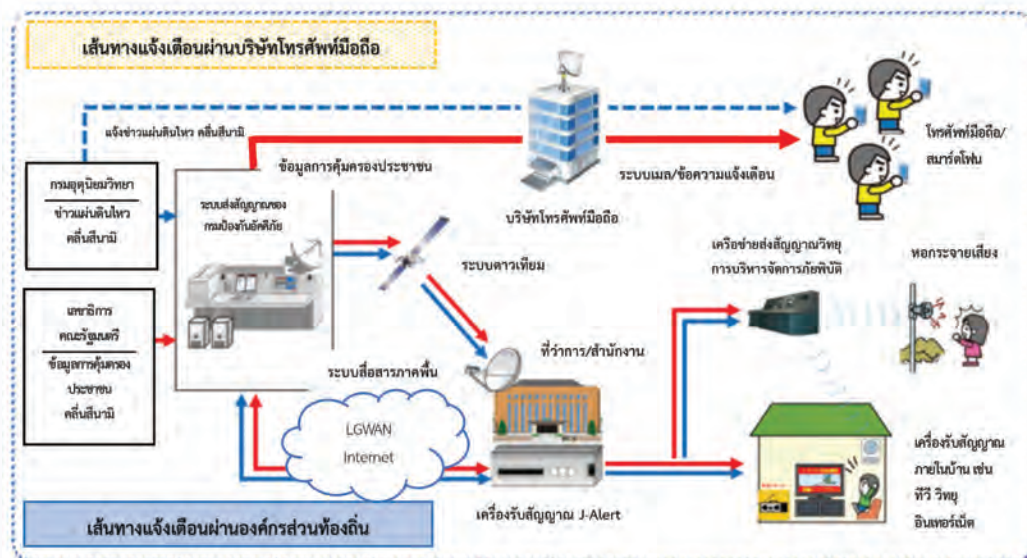 เส้นทางแจ้งเตือนผ่านบริษัทโทรศัพท์มือถือ
แจ้งข่าวแผ่นดินไหว คลื่นสึนามิ
ข้อมูลการคุ้มครองประชาชน
ระบบเมล/ข้อความแจ้งเตือน
โทรศัพท์มือถือ/
สมาร์ตโฟน
บริษัทโทรศัพท์มือถือ
กรมอุตุนิยมวิทยา
ข่าวแผ่นดินไหว
คลื่นสึนามิ
ระบบส่งสัญญาณของ
กรมป้องกันอัคคีภัย
ระบบดาวเทียม
เครือข่ายส่งสัญญาณวิทยุ
การบริหารจัดการภัยพิบัติ
หอกระจายเสียง
เลขาธิการ
คณะรัฐมนตรี
ข้อมูลการคุ้มครอง
ประชาชน
คลื่นสึนามิ
ที่ว่าการ/สำนักงาน
ระบบสื่อสารภาคพื้น
LGWAN
Internet
เครื่องรับสัญญาณ J-Alert
เครื่องรับสัญญาณ
ภายในบ้าน เช่น
ทีวี วิทยุ
อินเทอร์เน็ต
เส้นทางแจ้งเตือนผ่านองค์กรส่วนท้องถิ่น